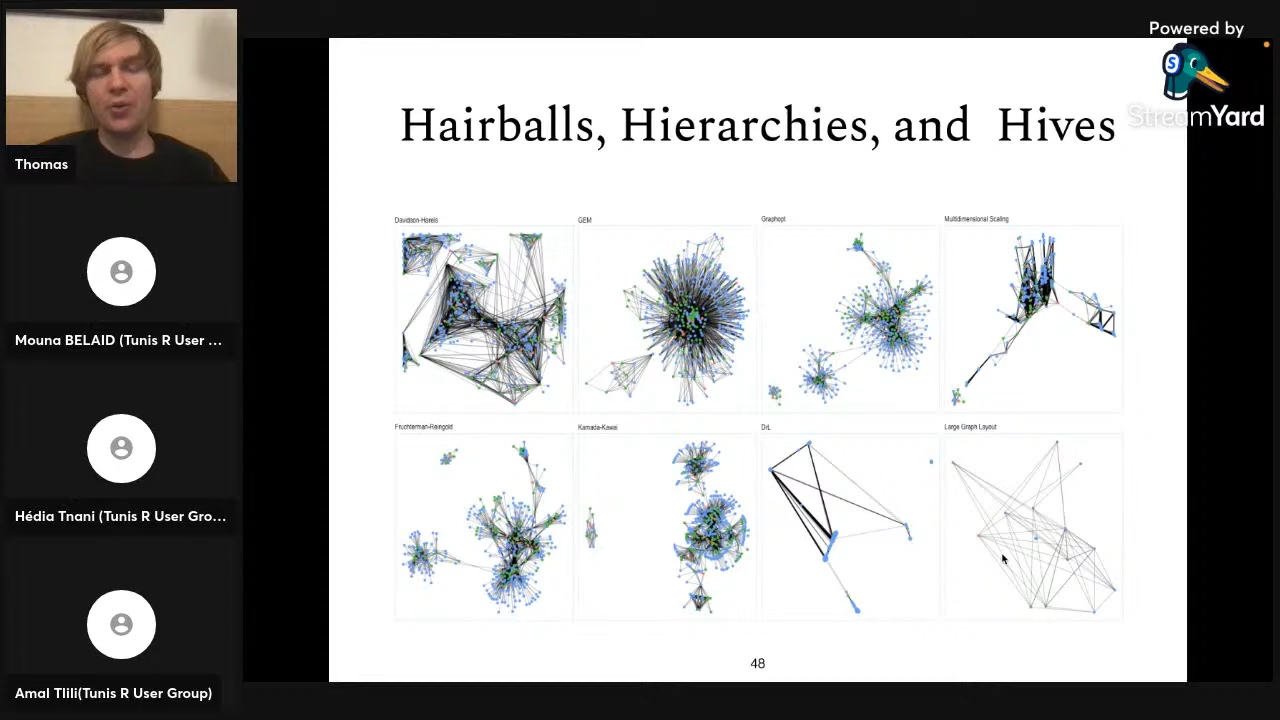 Powered by
StreamYard
Thomas
Mouna BELAID (Tunis R User ...
Hédia Tnani (Tunis R User Gro...
Amal Tlili(Tunis R User Group)
Hairballs, Hierarchies, and Hives
Davidson-Harels
GEM
Graphopt
Multidimensional Scaling
Fruchterman-Reingold
Kamada-Kawai
DrL
Large Graph Layout
48